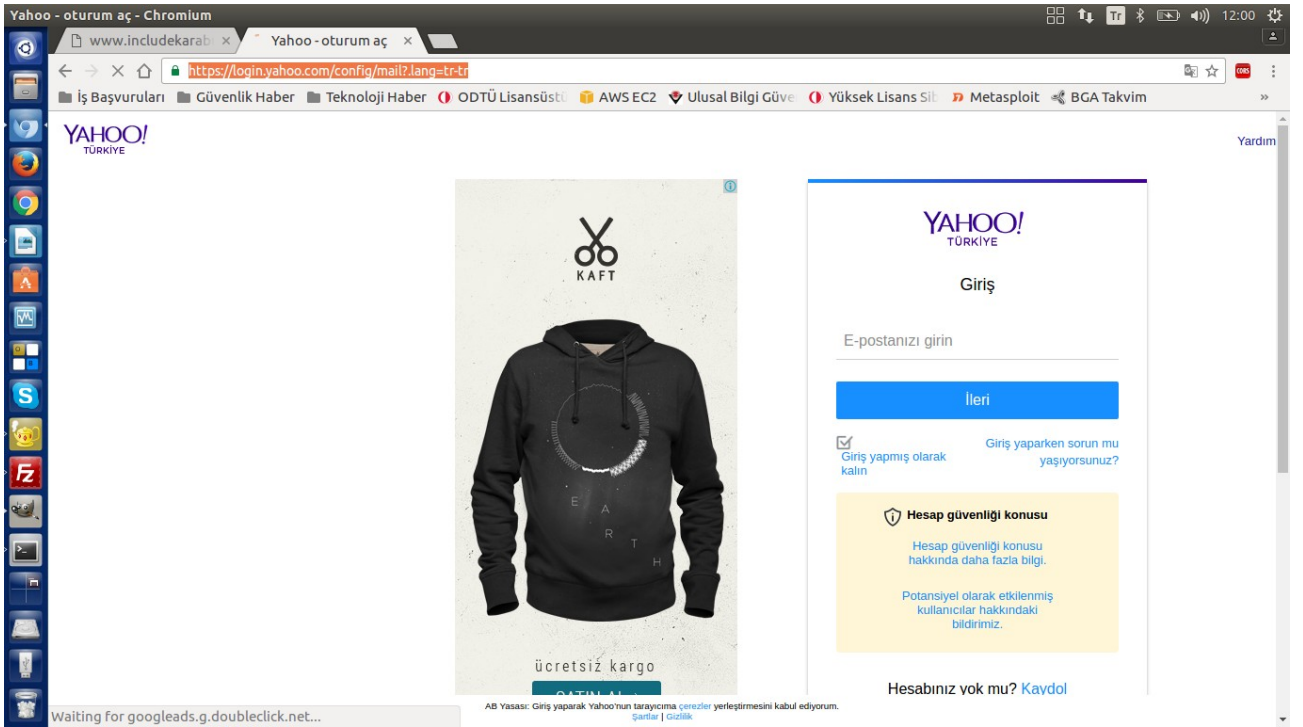 Yahoo - oturum aç - Chromium
Tr
12:00
www.includekarab
Yahoo - oturum aç
https://login.yahoo.com/config/mail?.lang=tr-tr
CORS
İş Başvuruları
Güvenlik Haber
Teknoloji Haber
ODTÜ Lisansüstü
AWS EC2
Ulusal Bilgi Güve
Yüksek Lisans Sit
Metasploit
BGA Takvim
YAHOO!
TÜRKİYE
Yardım
KAFT
E
A
R
T
H
ücretsiz kargo
SATIN AL
YAHOO!
TÜRKİYE
Giriş
E-postanızı girin
İleri
Giriş yapmış olarak
kalın
Giriş yaparken sorun mu
yaşıyorsunuz?
Hesap güvenliği konusu
Hesap güvenliği konusu
hakkında daha fazla bilgi.
Potansiyel olarak etkilenmiş
kullanıcılar hakkındaki
bildirimiz.
Hesabınız yok mu? Kaydol
AB Yasası: Giriş yaparak Yahoo'nun tarayıcıma çerezler yerleştirmesini kabul ediyorum.
Şartlar | Gizlilik
Waiting for googleads.g.doubleclick.net...